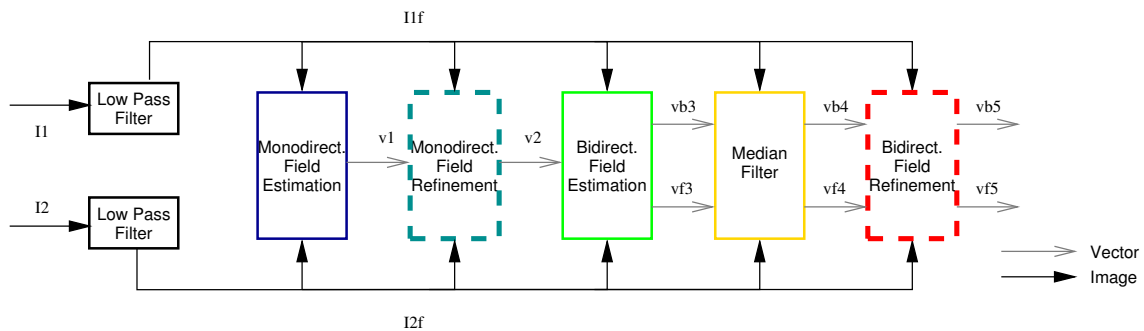 I1f
Low Pass
Filter
I1
Low Pass
Filter
I2
Monodirect.
Field
Estimation
v1
Monodirect.
Field
Refinement
v2
Bidirect.
Field
Estimation
vb3
vf3
Median
Filter
vb4
vf4
Bidirect.
Field
Refinement
vb5
vf5
Vector
Image
I2f